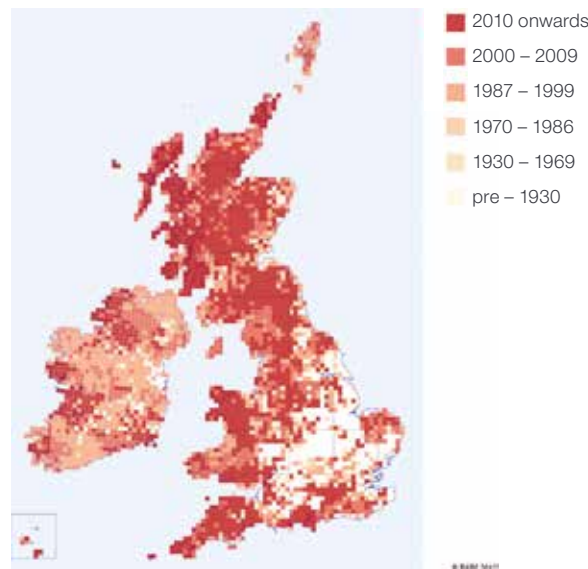 2010 onwards
2000 – 2009
1987 – 1999
1970 – 1986
1930 – 1969
pre – 1930